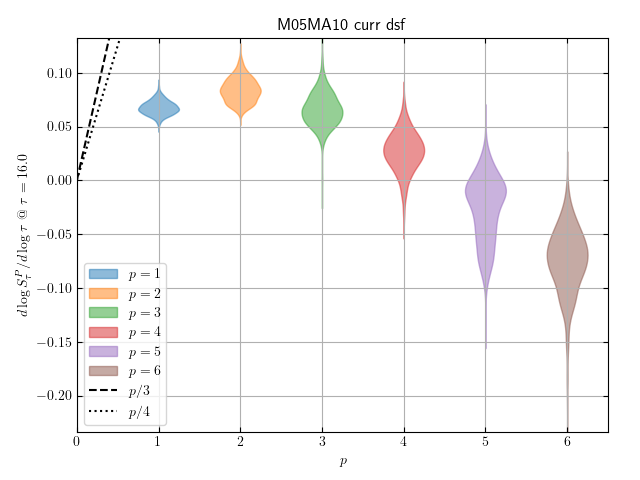 M05MA10 curr dsf
d log S_τ^P / d log τ @ τ = 16.0
0.10
0.05
0.00
−0.05
−0.10
−0.15
−0.20
p = 1
p = 2
p = 3
p = 4
p = 5
p = 6
p/3
p/4
0 1 2 3 4 5 6
p